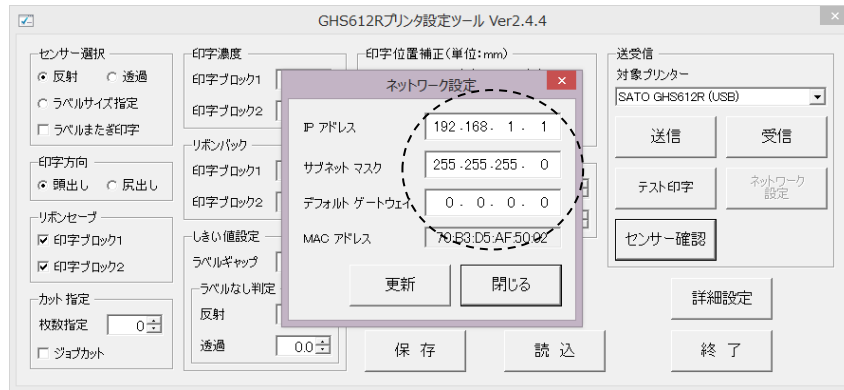 GHS612Rプリンタ設定ツール Ver2.4.4
センサー選択
反射 透過
ラベルサイズ指定
ラベルまたぎ印字
印字方向
頭出し 尻出し
リボンセーブ
印字ブロック1
印字ブロック2
カット指定
枚数指定 0
ジョブカット
印字濃度
印字ブロック1
印字ブロック2
リボンバック
印字ブロック1
印字ブロック2
しきい値設定
ラベルギャップ
ラベルなし判定
反射
透過 0.0
印字位置補正(単位:mm)
ネットワーク設定
IP アドレス 192 . 168 . 1 . 1
サブネット マスク 255 . 255 . 255 . 0
デフォルト ゲートウェイ 0 . 0 . 0 . 0
MAC アドレス 70:B3:D5:AF:50:02
更新 閉じる
保 存 読 込
送受信
対象プリンター
SATO GHS612R (USB)
送信 受信
テスト印字 ネットワーク
設定
センサー確認
詳細設定
終 了